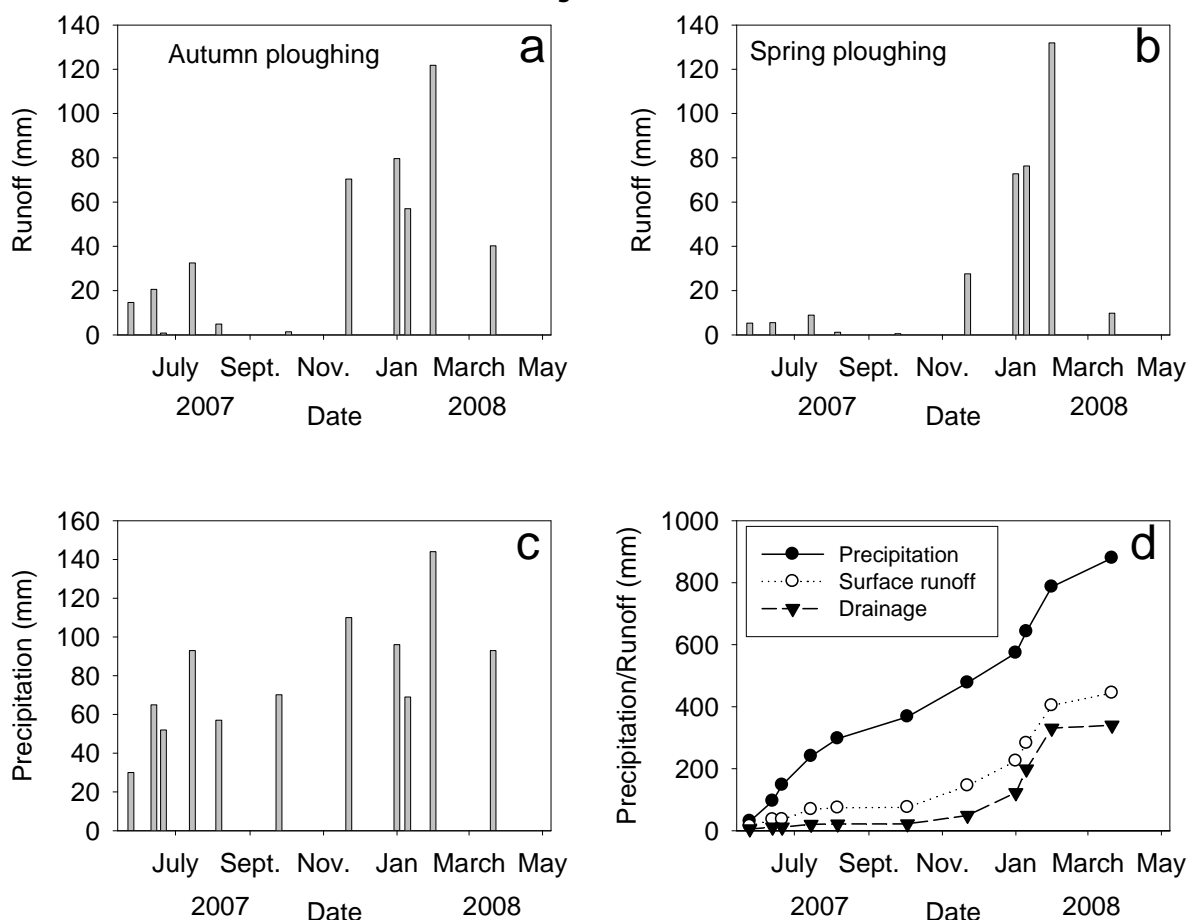 Autumn ploughing
a
Runoff (mm)
140
120
100
80
60
40
20
0
July Sept. Nov. Jan March May
2007 Date 2008
Spring ploughing
b
Runoff (mm)
140
120
100
80
60
40
20
0
July Sept. Nov. Jan March May
2007 Date 2008
c
Precipitation (mm)
160
140
120
100
80
60
40
20
0
July Sept. Nov. Jan March May
2007 Date 2008
d
Precipitation/Runoff (mm)
1000
800
600
400
200
0
Precipitation
Surface runoff
Drainage
July Sept. Nov. Jan March May
2007 Date 2008